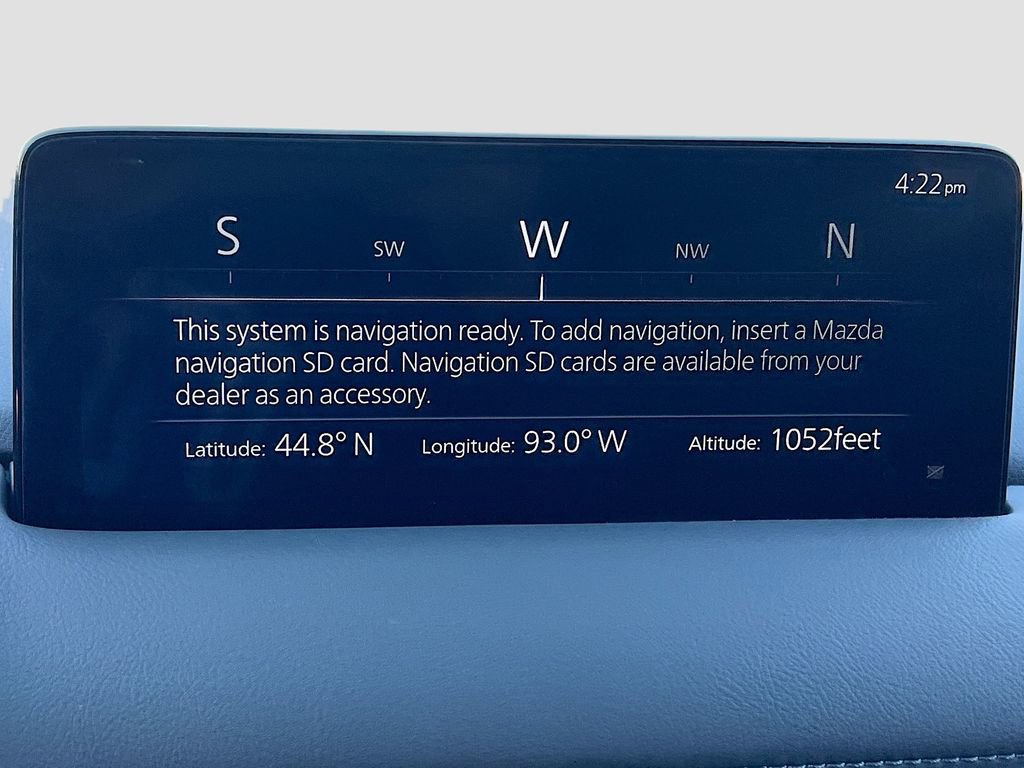 4:22pm
S SW W NW N
This system is navigation ready. To add navigation, insert a Mazda
navigation SD card. Navigation SD cards are available from your
dealer as an accessory.
Latitude: 44.8° N Longitude: 93.0° W Altitude: 1052feet